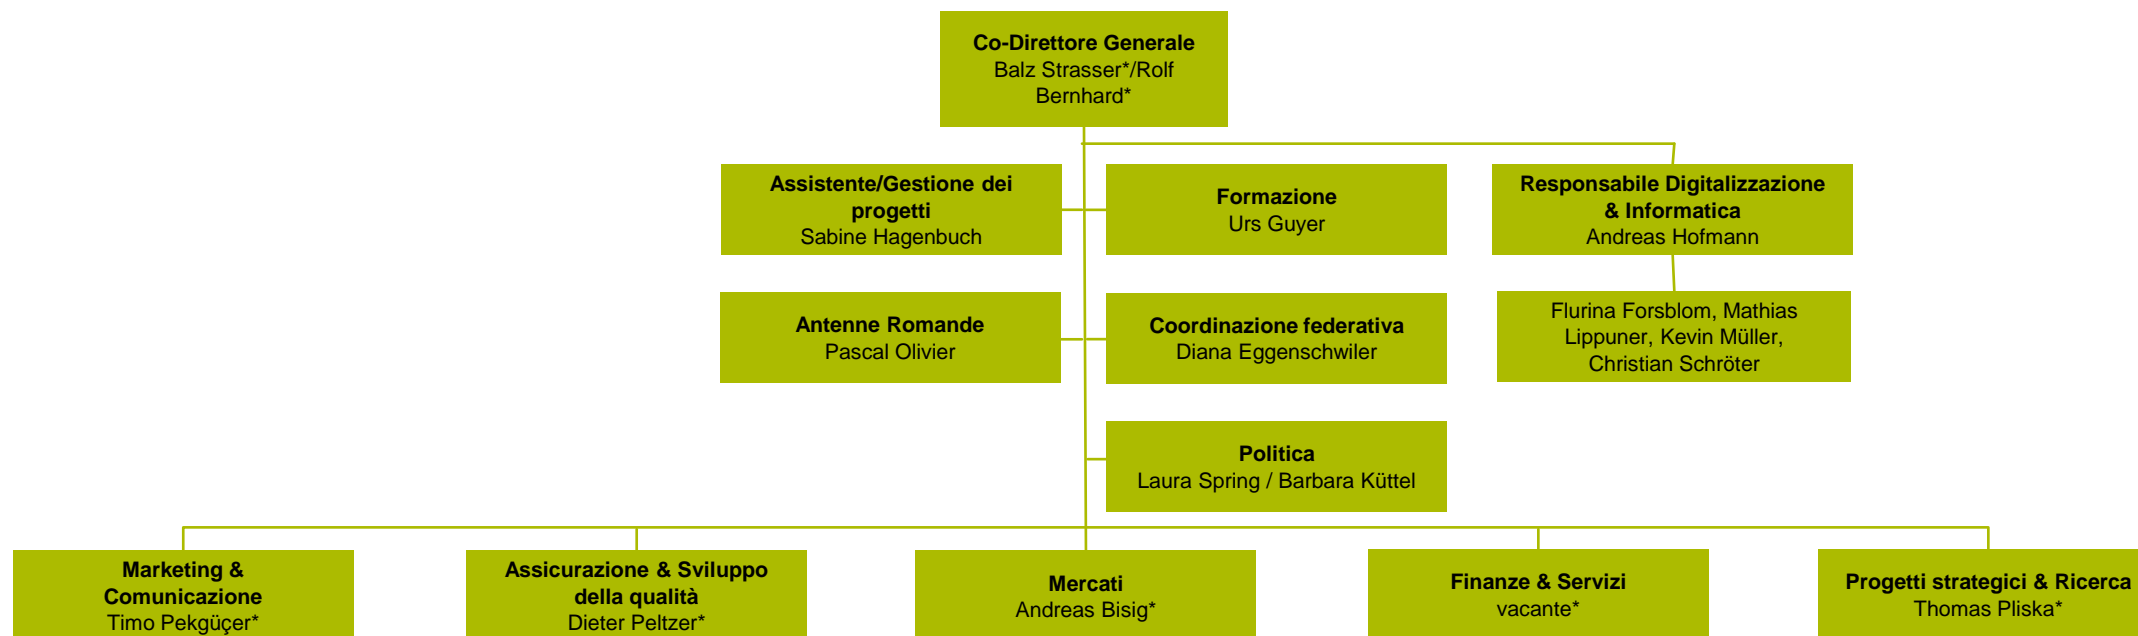 Co-Direttore Generale
Balz Strasser*/Rolf
Bernhard*
Assistente/Gestione dei
progetti
Sabine Hagenbuch
Formazione
Urs Guyer
Responsabile Digitalizzazione
& Informatica
Andreas Hofmann
Antenne Romande
Pascal Olivier
Coordinazione federativa
Diana Eggenschwiler
Flurina Forsblom, Mathias
Lippuner, Kevin Müller,
Christian Schröter
Politica
Laura Spring / Barbara Küttel
Marketing &
Comunicazione
Timo Pekgüçer*
Assicurazione & Sviluppo
della qualità
Dieter Peltzer*
Mercati
Andreas Bisig*
Finanze & Servizi
vacante*
Progetti strategici & Ricerca
Thomas Pliska*